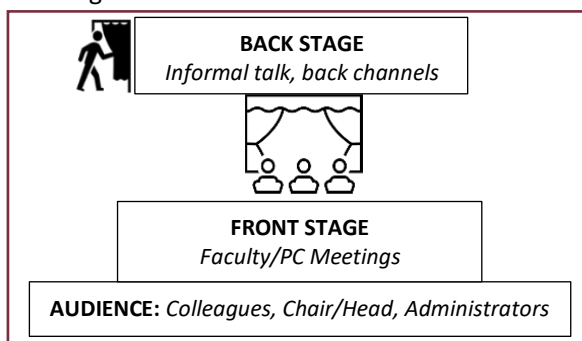 BACK STAGE
Informal talk, back channels
FRONT STAGE
Faculty/PC Meetings
AUDIENCE: Colleagues, Chair/Head, Administrators